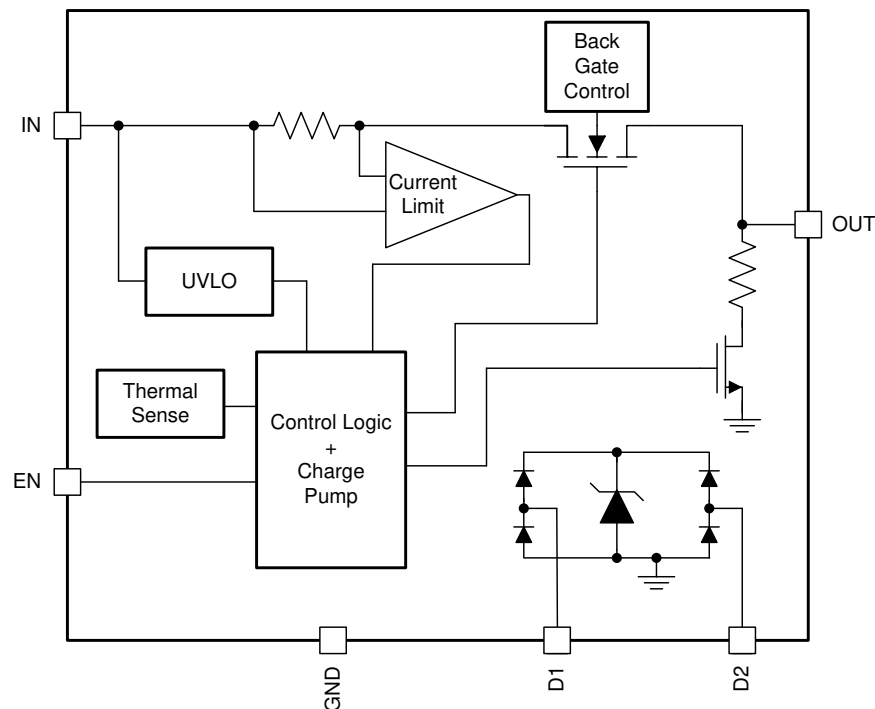 Back
Gate
Control
IN
Current
Limit
OUT
UVLO
Thermal
Sense
Control Logic
+
Charge
Pump
EN
GND
D1
D2